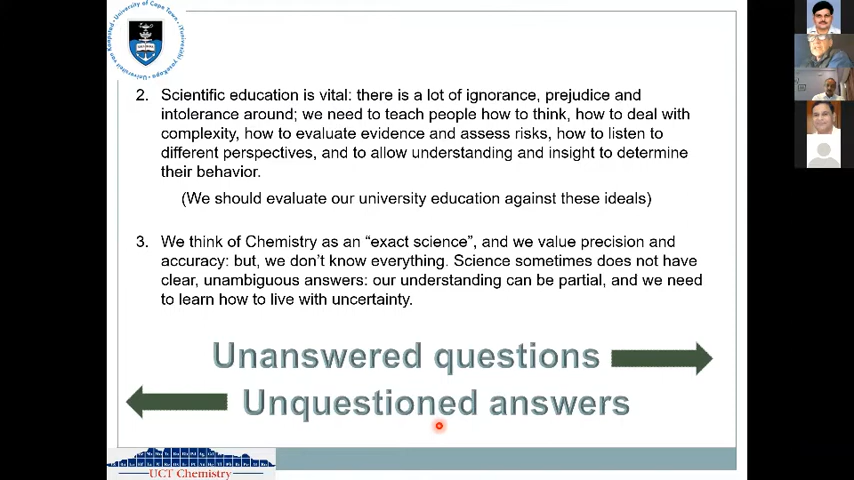 University of Cape Town
2. Scientific education is vital: there is a lot of ignorance, prejudice and
intolerance around; we need to teach people how to think, how to deal with
complexity, how to evaluate evidence and assess risks, how to listen to
different perspectives, and to allow understanding and insight to determine
their behavior.
(We should evaluate our university education against these ideals)
3. We think of Chemistry as an “exact science”, and we value precision and
accuracy: but, we don’t know everything. Science sometimes does not have
clear, unambiguous answers: our understanding can be partial, and we need
to learn how to live with uncertainty.
Unanswered questions
Unquestioned answers
UCT Chemistry